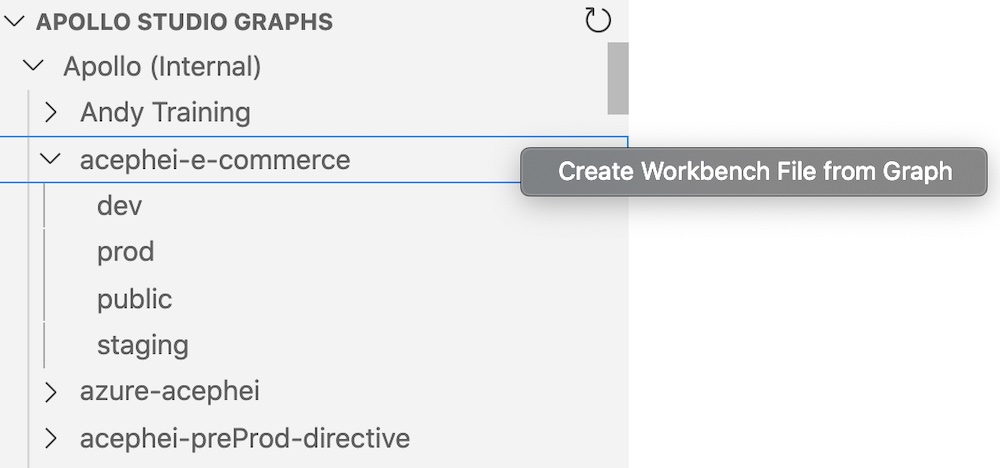 APOLLO STUDIO GRAPHS
Apollo (Internal)
Andy Training
acephei-e-commerce
Create Workbench File from Graph
dev
prod
public
staging
azure-acephei
acephei-preProd-directive